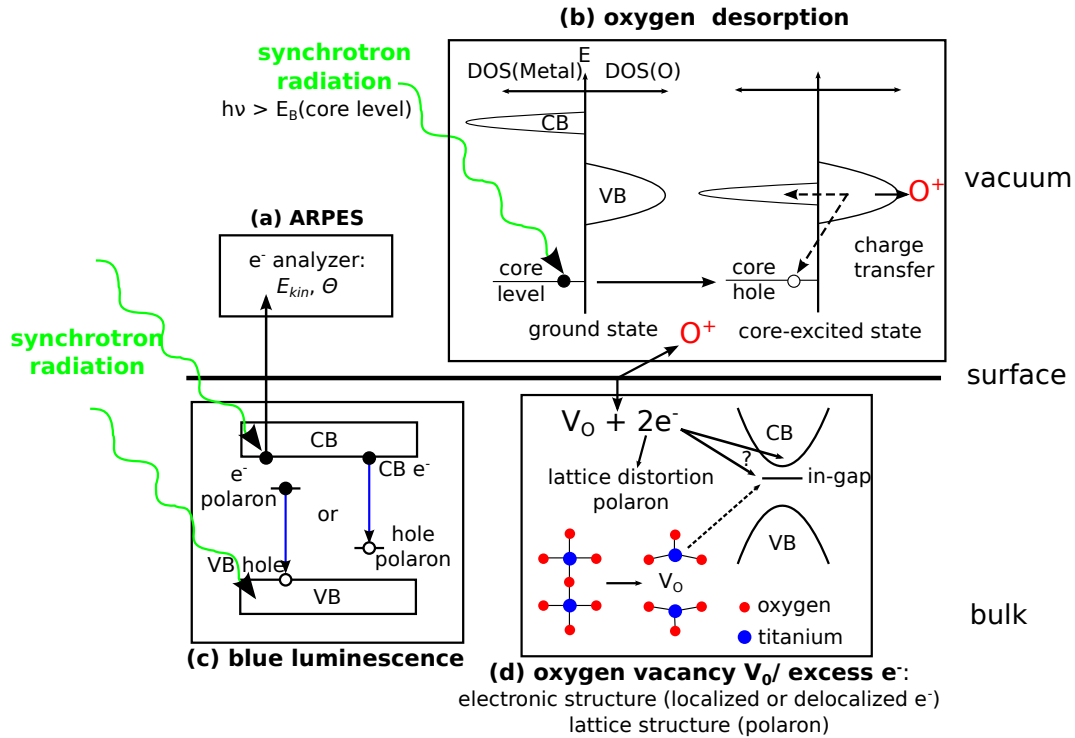 (b) oxygen desorption
synchrotron
radiation
hν > E_B(core level)
E
DOS(Metal)
DOS(O)
CB
VB
core
level
ground state
core
hole
core-excited state
O⁺
charge
transfer
vacuum
(a) ARPES
e⁻ analyzer:
E_kin, Θ
synchrotron
radiation
O⁺
surface
CB
e⁻
polaron
CB e⁻
or
hole
polaron
VB hole
VB
(c) blue luminescence
V_O + 2e⁻
lattice distortion
polaron
?
CB
in-gap
VB
V_O
oxygen
titanium
bulk
(d) oxygen vacancy V₀/ excess e⁻:
electronic structure (localized or delocalized e⁻)
lattice structure (polaron)